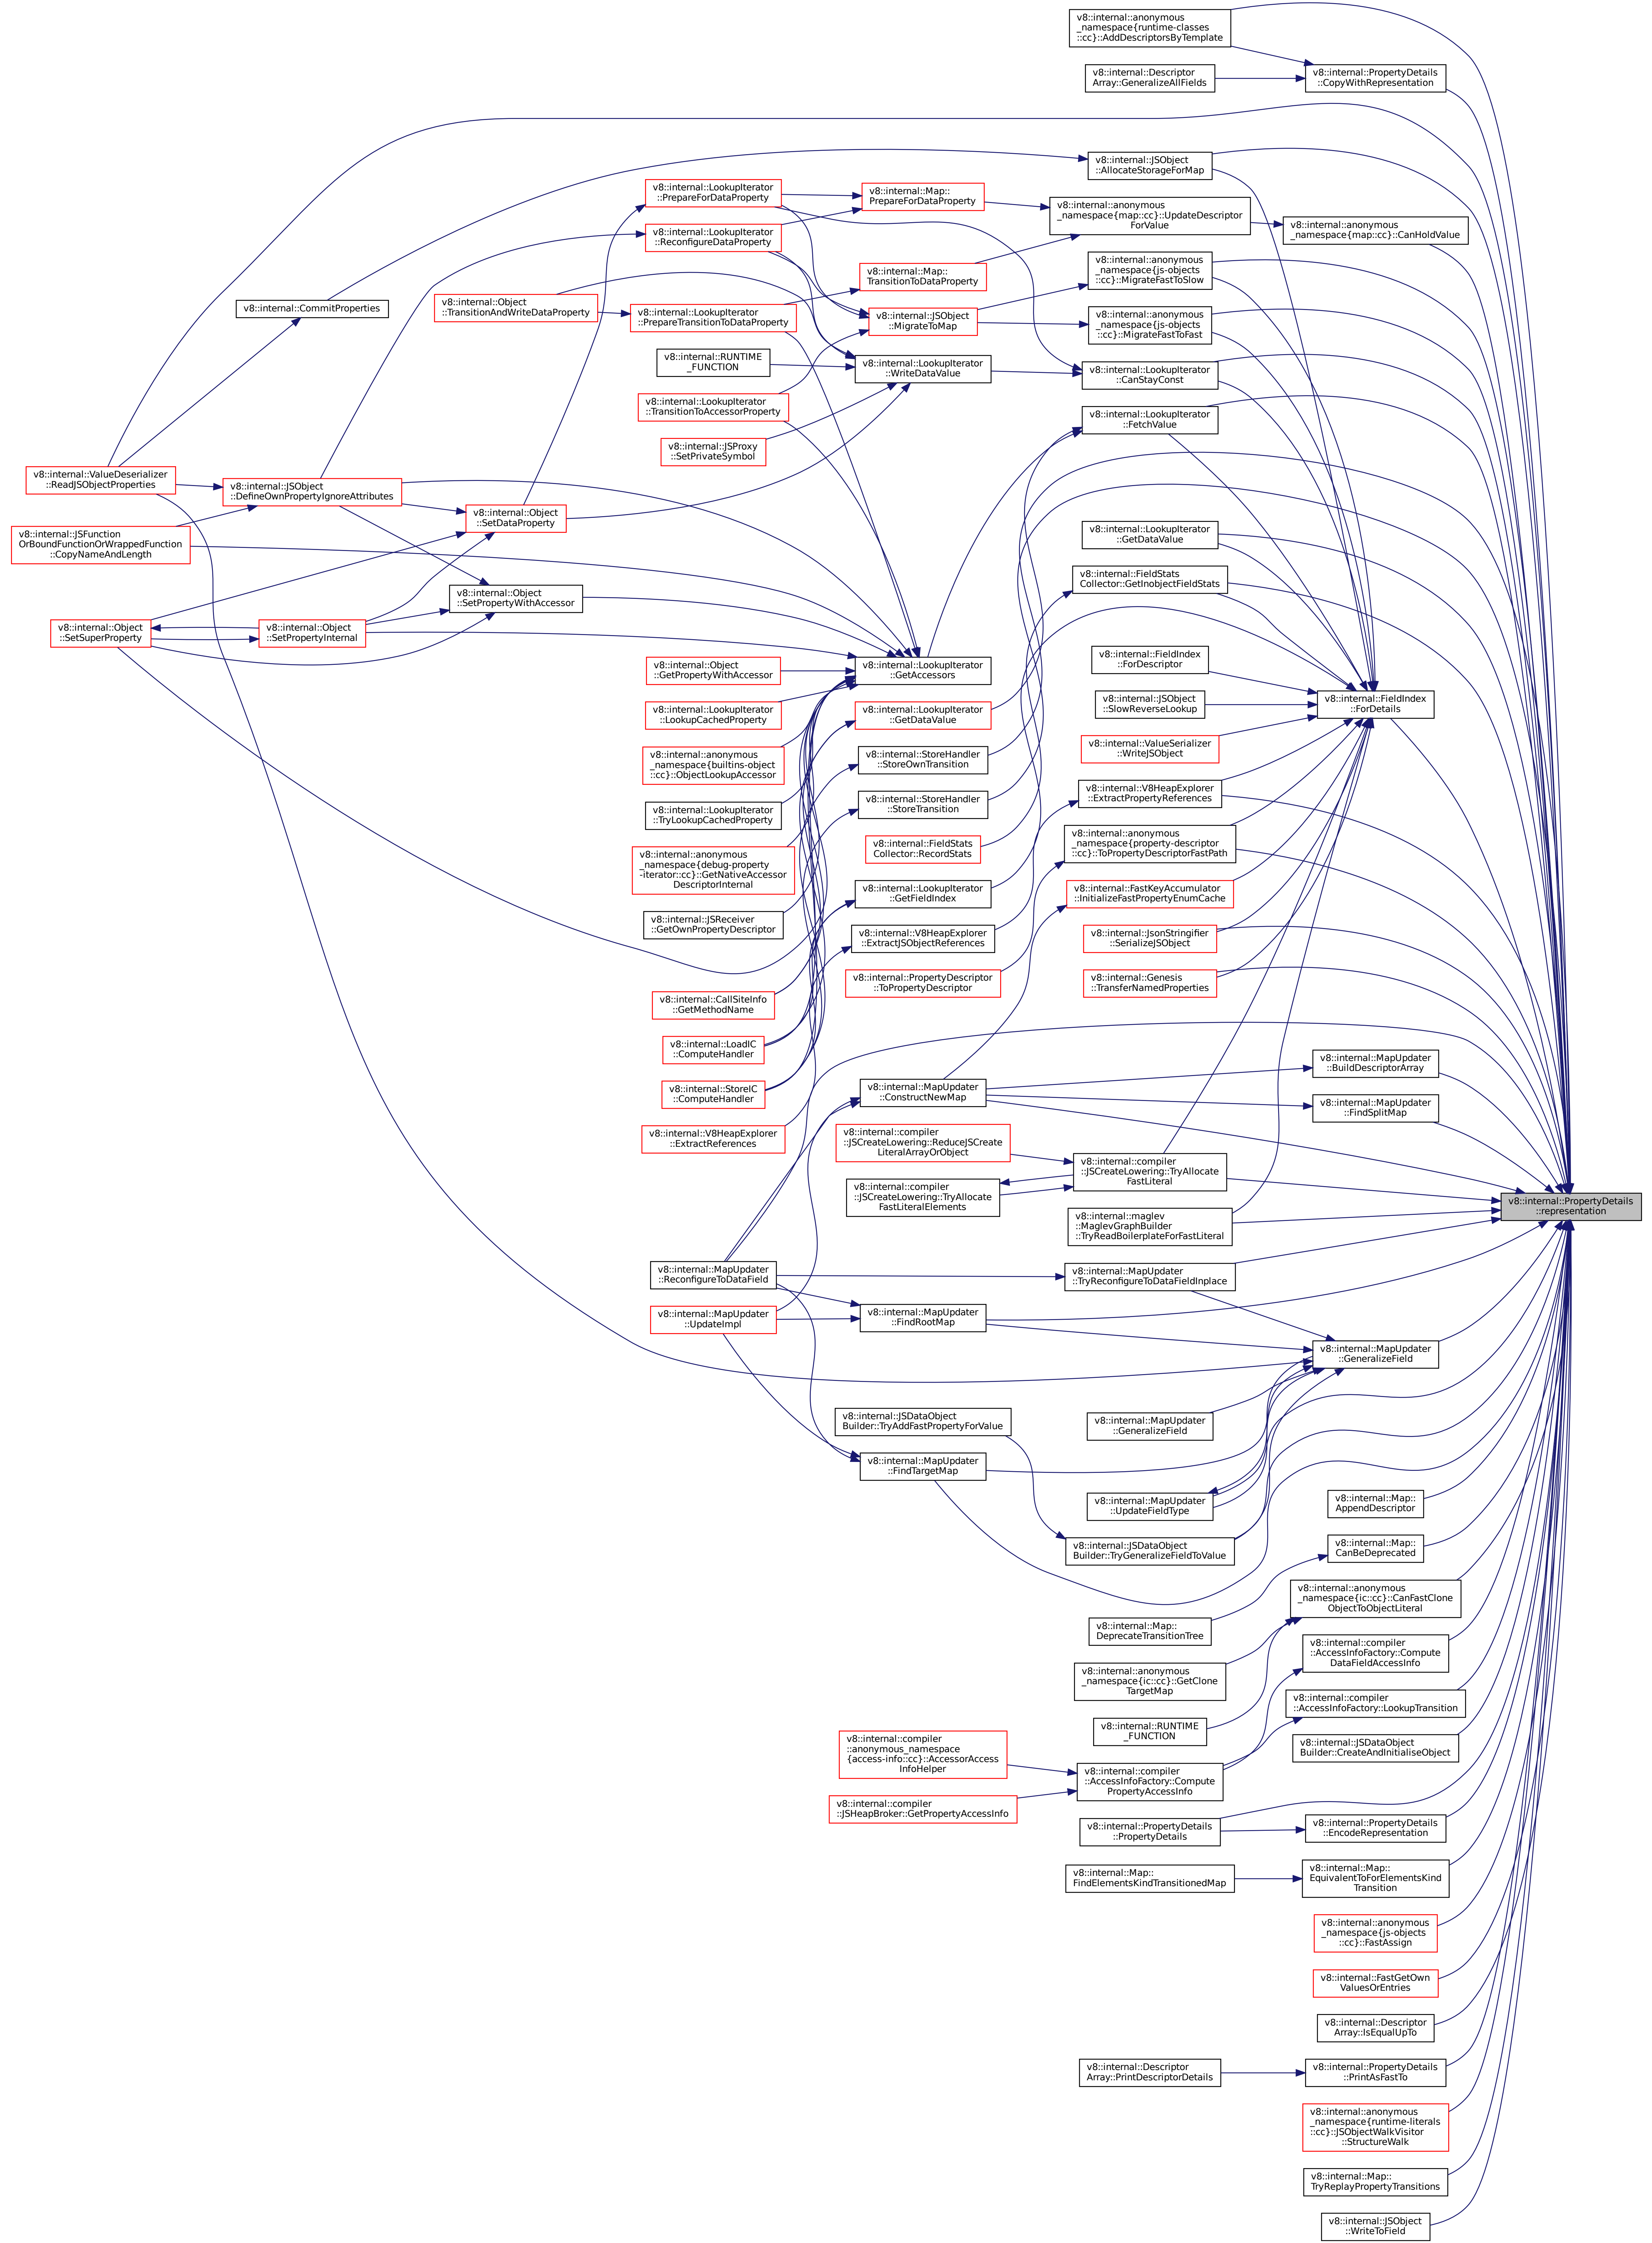 v8::internal::anonymous
_namespace{runtime-classes
::cc}::AddDescriptorsByTemplate
v8::internal::PropertyDetails
::CopyWithRepresentation
v8::internal::Descriptor
Array::GeneralizeAllFields
v8::internal::JSObject
::AllocateStorageForMap
v8::internal::LookupIterator
::PrepareForDataProperty
v8::internal::Map::
PrepareForDataProperty
v8::internal::anonymous
_namespace{map::cc}::UpdateDescriptor
ForValue
v8::internal::anonymous
_namespace{map::cc}::CanHoldValue
v8::internal::LookupIterator
::ReconfigureDataProperty
v8::internal::Map::
TransitionToDataProperty
v8::internal::anonymous
_namespace{js-objects
::cc}::MigrateFastToSlow
v8::internal::CommitProperties
v8::internal::Object
::TransitionAndWriteDataProperty
v8::internal::LookupIterator
::PrepareTransitionToDataProperty
v8::internal::JSObject
::MigrateToMap
v8::internal::anonymous
_namespace{js-objects
::cc}::MigrateFastToFast
v8::internal::RUNTIME
_FUNCTION
v8::internal::LookupIterator
::WriteDataValue
v8::internal::LookupIterator
::CanStayConst
v8::internal::LookupIterator
::TransitionToAccessorProperty
v8::internal::LookupIterator
::FetchValue
v8::internal::JSProxy
::SetPrivateSymbol
v8::internal::ValueDeserializer
::ReadJSObjectProperties
v8::internal::JSObject
::DefineOwnPropertyIgnoreAttributes
v8::internal::Object
::SetDataProperty
v8::internal::JSFunction
OrBoundFunctionOrWrappedFunction
::CopyNameAndLength
v8::internal::LookupIterator
::GetDataValue
v8::internal::FieldStats
Collector::GetInobjectFieldStats
v8::internal::Object
::SetPropertyWithAccessor
v8::internal::Object
::SetSuperProperty
v8::internal::Object
::SetPropertyInternal
v8::internal::LookupIterator
::GetAccessors
v8::internal::FieldIndex
::ForDescriptor
v8::internal::Object
::GetPropertyWithAccessor
v8::internal::JSObject
::SlowReverseLookup
v8::internal::FieldIndex
::ForDetails
v8::internal::LookupIterator
::LookupCachedProperty
v8::internal::LookupIterator
::GetDataValue
v8::internal::ValueSerializer
::WriteJSObject
v8::internal::anonymous
_namespace{builtins-object
::cc}::ObjectLookupAccessor
v8::internal::StoreHandler
::StoreOwnTransition
v8::internal::V8HeapExplorer
::ExtractPropertyReferences
v8::internal::LookupIterator
::TryLookupCachedProperty
v8::internal::StoreHandler
::StoreTransition
v8::internal::anonymous
_namespace{property-descriptor
::cc}::ToPropertyDescriptorFastPath
v8::internal::anonymous
_namespace{debug-property
-iterator::cc}::GetNativeAccessor
DescriptorInternal
v8::internal::FieldStats
Collector::RecordStats
v8::internal::LookupIterator
::GetFieldIndex
v8::internal::FastKeyAccumulator
::InitializeFastPropertyEnumCache
v8::internal::JSReceiver
::GetOwnPropertyDescriptor
v8::internal::V8HeapExplorer
::ExtractJSObjectReferences
v8::internal::JsonStringifier
::SerializeJSObject
v8::internal::PropertyDescriptor
::ToPropertyDescriptor
v8::internal::Genesis
::TransferNamedProperties
v8::internal::CallSiteInfo
::GetMethodName
v8::internal::LoadIC
::ComputeHandler
v8::internal::StoreIC
::ComputeHandler
v8::internal::MapUpdater
::ConstructNewMap
v8::internal::MapUpdater
::BuildDescriptorArray
v8::internal::MapUpdater
::FindSplitMap
v8::internal::V8HeapExplorer
::ExtractReferences
v8::internal::compiler
::JSCreateLowering::ReduceJSCreate
LiteralArrayOrObject
v8::internal::compiler
::JSCreateLowering::TryAllocate
FastLiteral
v8::internal::compiler
::JSCreateLowering::TryAllocate
FastLiteralElements
v8::internal::PropertyDetails
::representation
v8::internal::maglev
::MaglevGraphBuilder
::TryReadBoilerplateForFastLiteral
v8::internal::MapUpdater
::ReconfigureToDataField
v8::internal::MapUpdater
::TryReconfigureToDataFieldInplace
v8::internal::MapUpdater
::UpdateImpl
v8::internal::MapUpdater
::FindRootMap
v8::internal::MapUpdater
::GeneralizeField
v8::internal::JSDataObject
Builder::TryAddFastPropertyForValue
v8::internal::MapUpdater
::GeneralizeField
v8::internal::MapUpdater
::FindTargetMap
v8::internal::MapUpdater
::UpdateFieldType
v8::internal::Map::
AppendDescriptor
v8::internal::JSDataObject
Builder::TryGeneralizeFieldToValue
v8::internal::Map::
CanBeDeprecated
v8::internal::anonymous
_namespace{ic::cc}::CanFastClone
ObjectToObjectLiteral
v8::internal::Map::
DeprecateTransitionTree
v8::internal::compiler
::AccessInfoFactory::Compute
DataFieldAccessInfo
v8::internal::anonymous
_namespace{ic::cc}::GetClone
TargetMap
v8::internal::compiler
::AccessInfoFactory::LookupTransition
v8::internal::RUNTIME
_FUNCTION
v8::internal::JSDataObject
Builder::CreateAndInitialiseObject
v8::internal::compiler
::anonymous_namespace
{access-info::cc}::AccessorAccess
InfoHelper
v8::internal::compiler
::AccessInfoFactory::Compute
PropertyAccessInfo
v8::internal::compiler
::JSHeapBroker::GetPropertyAccessInfo
v8::internal::PropertyDetails
::PropertyDetails
v8::internal::PropertyDetails
::EncodeRepresentation
v8::internal::Map::
FindElementsKindTransitionedMap
v8::internal::Map::
EquivalentToForElementsKind
Transition
v8::internal::anonymous
_namespace{js-objects
::cc}::FastAssign
v8::internal::FastGetOwn
ValuesOrEntries
v8::internal::Descriptor
Array::IsEqualUpTo
v8::internal::Descriptor
Array::PrintDescriptorDetails
v8::internal::PropertyDetails
::PrintAsFastTo
v8::internal::anonymous
_namespace{runtime-literals
::cc}::JSObjectWalkVisitor
::StructureWalk
v8::internal::Map::
TryReplayPropertyTransitions
v8::internal::JSObject
::WriteToField